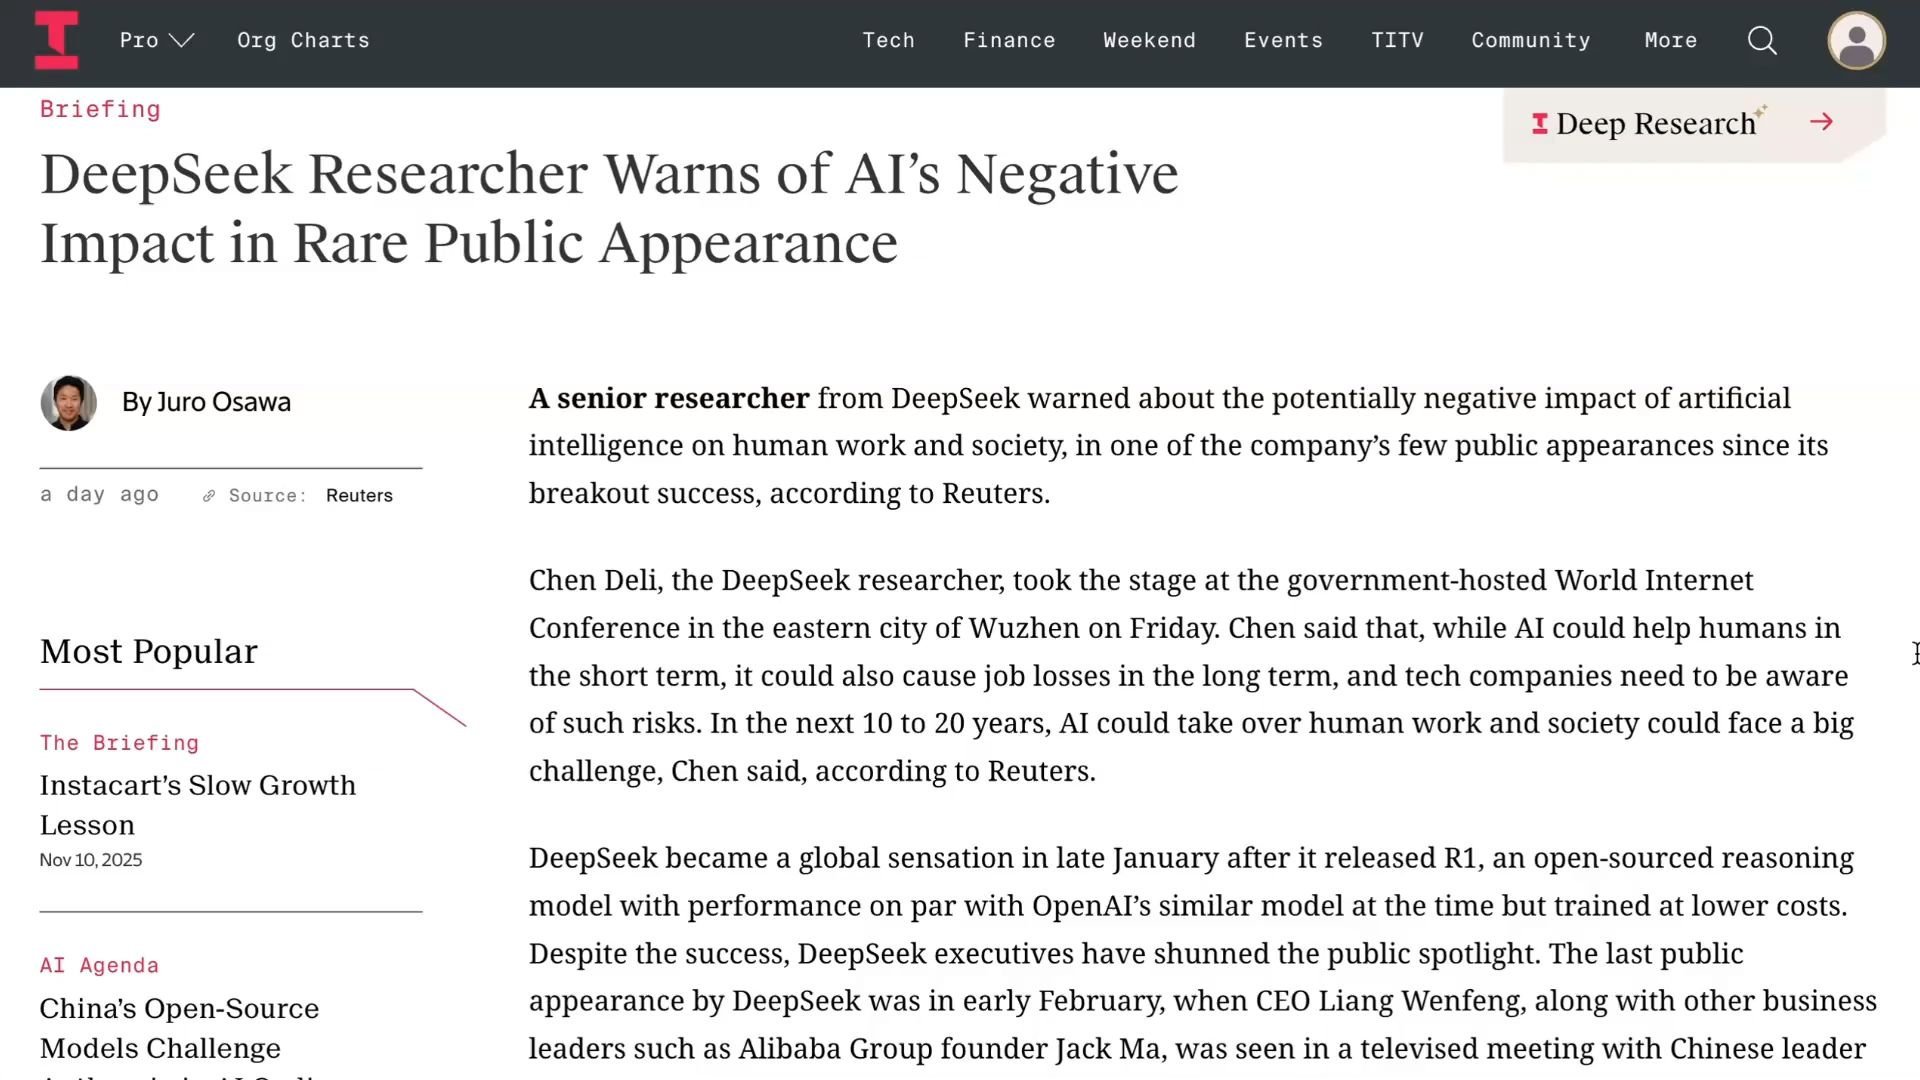 Pro
Org Charts
Tech
Finance
Weekend
Events
TITV
Community
More
Briefing
Deep Research
DeepSeek Researcher Warns of AI’s Negative
Impact in Rare Public Appearance
By Juro Osawa
a day ago
Source: Reuters
A senior researcher from DeepSeek warned about the potentially negative impact of artificial
intelligence on human work and society, in one of the company’s few public appearances since its
breakout success, according to Reuters.
Chen Deli, the DeepSeek researcher, took the stage at the government-hosted World Internet
Conference in the eastern city of Wuzhen on Friday. Chen said that, while AI could help humans in
the short term, it could also cause job losses in the long term, and tech companies need to be aware
of such risks. In the next 10 to 20 years, AI could take over human work and society could face a big
challenge, Chen said, according to Reuters.
DeepSeek became a global sensation in late January after it released R1, an open-sourced reasoning
model with performance on par with OpenAI’s similar model at the time but trained at lower costs.
Despite the success, DeepSeek executives have shunned the public spotlight. The last public
appearance by DeepSeek was in early February, when CEO Liang Wenfeng, along with other business
leaders such as Alibaba Group founder Jack Ma, was seen in a televised meeting with Chinese leader
Most Popular
The Briefing
Instacart’s Slow Growth
Lesson
Nov 10, 2025
AI Agenda
China’s Open-Source
Models Challenge